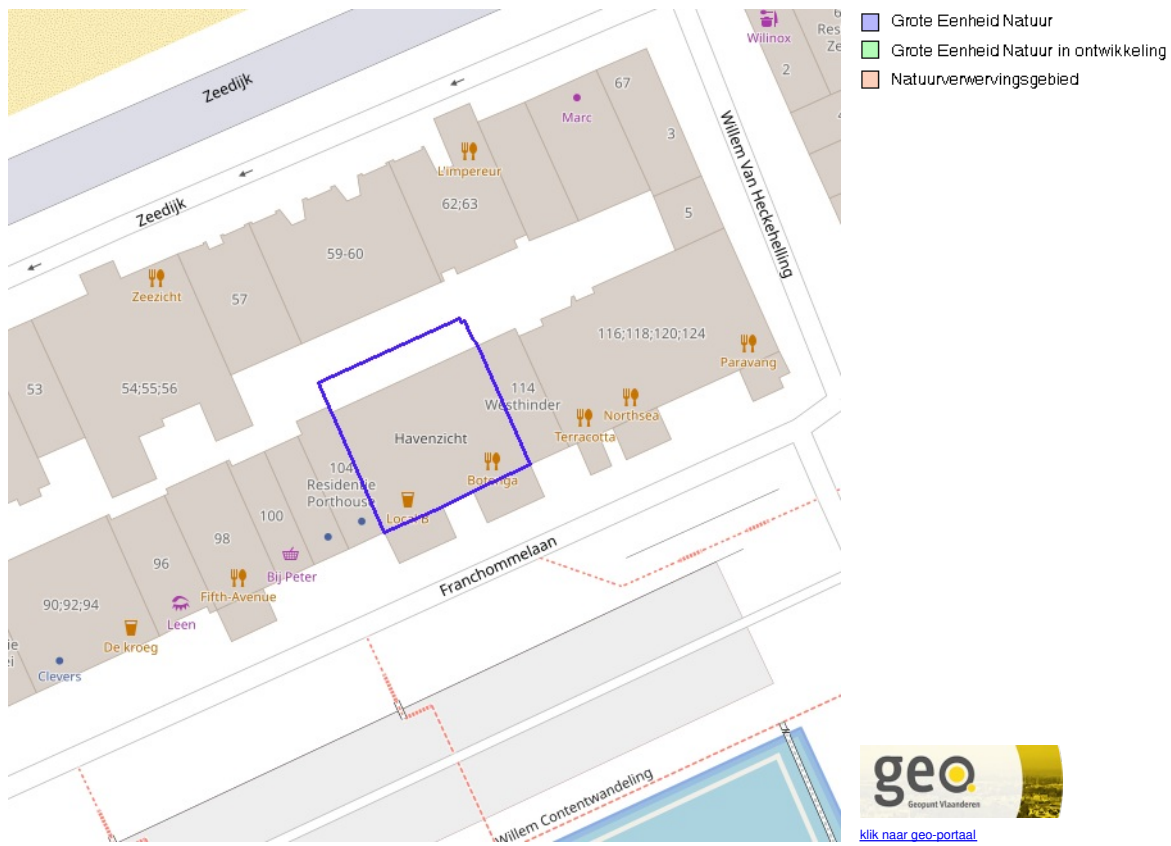 Grote Eenheid Natuur
Grote Eenheid Natuur in ontwikkeling
Natuurverwervingsgebied
Zeedijk
Wilinox
2
67
Marc
3
Willem Van Heckehelling
L'impereur
62;63
5
Zeedijk
59-60
Zeezicht
57
116;118;120;124
Paravang
53
54;55;56
114
Westhinder
Northsea
Terracotta
Havenzicht
104
Residentie
Porthouse
Botenga
Local B
100
98
96
Bij Peter
Fifth-Avenue
Franchommelaan
90;92;94
Leen
De kroeg
Clevers
Willem Contentwandeling
geo
Geopunt Vlaanderen
klik naar geo-portaal